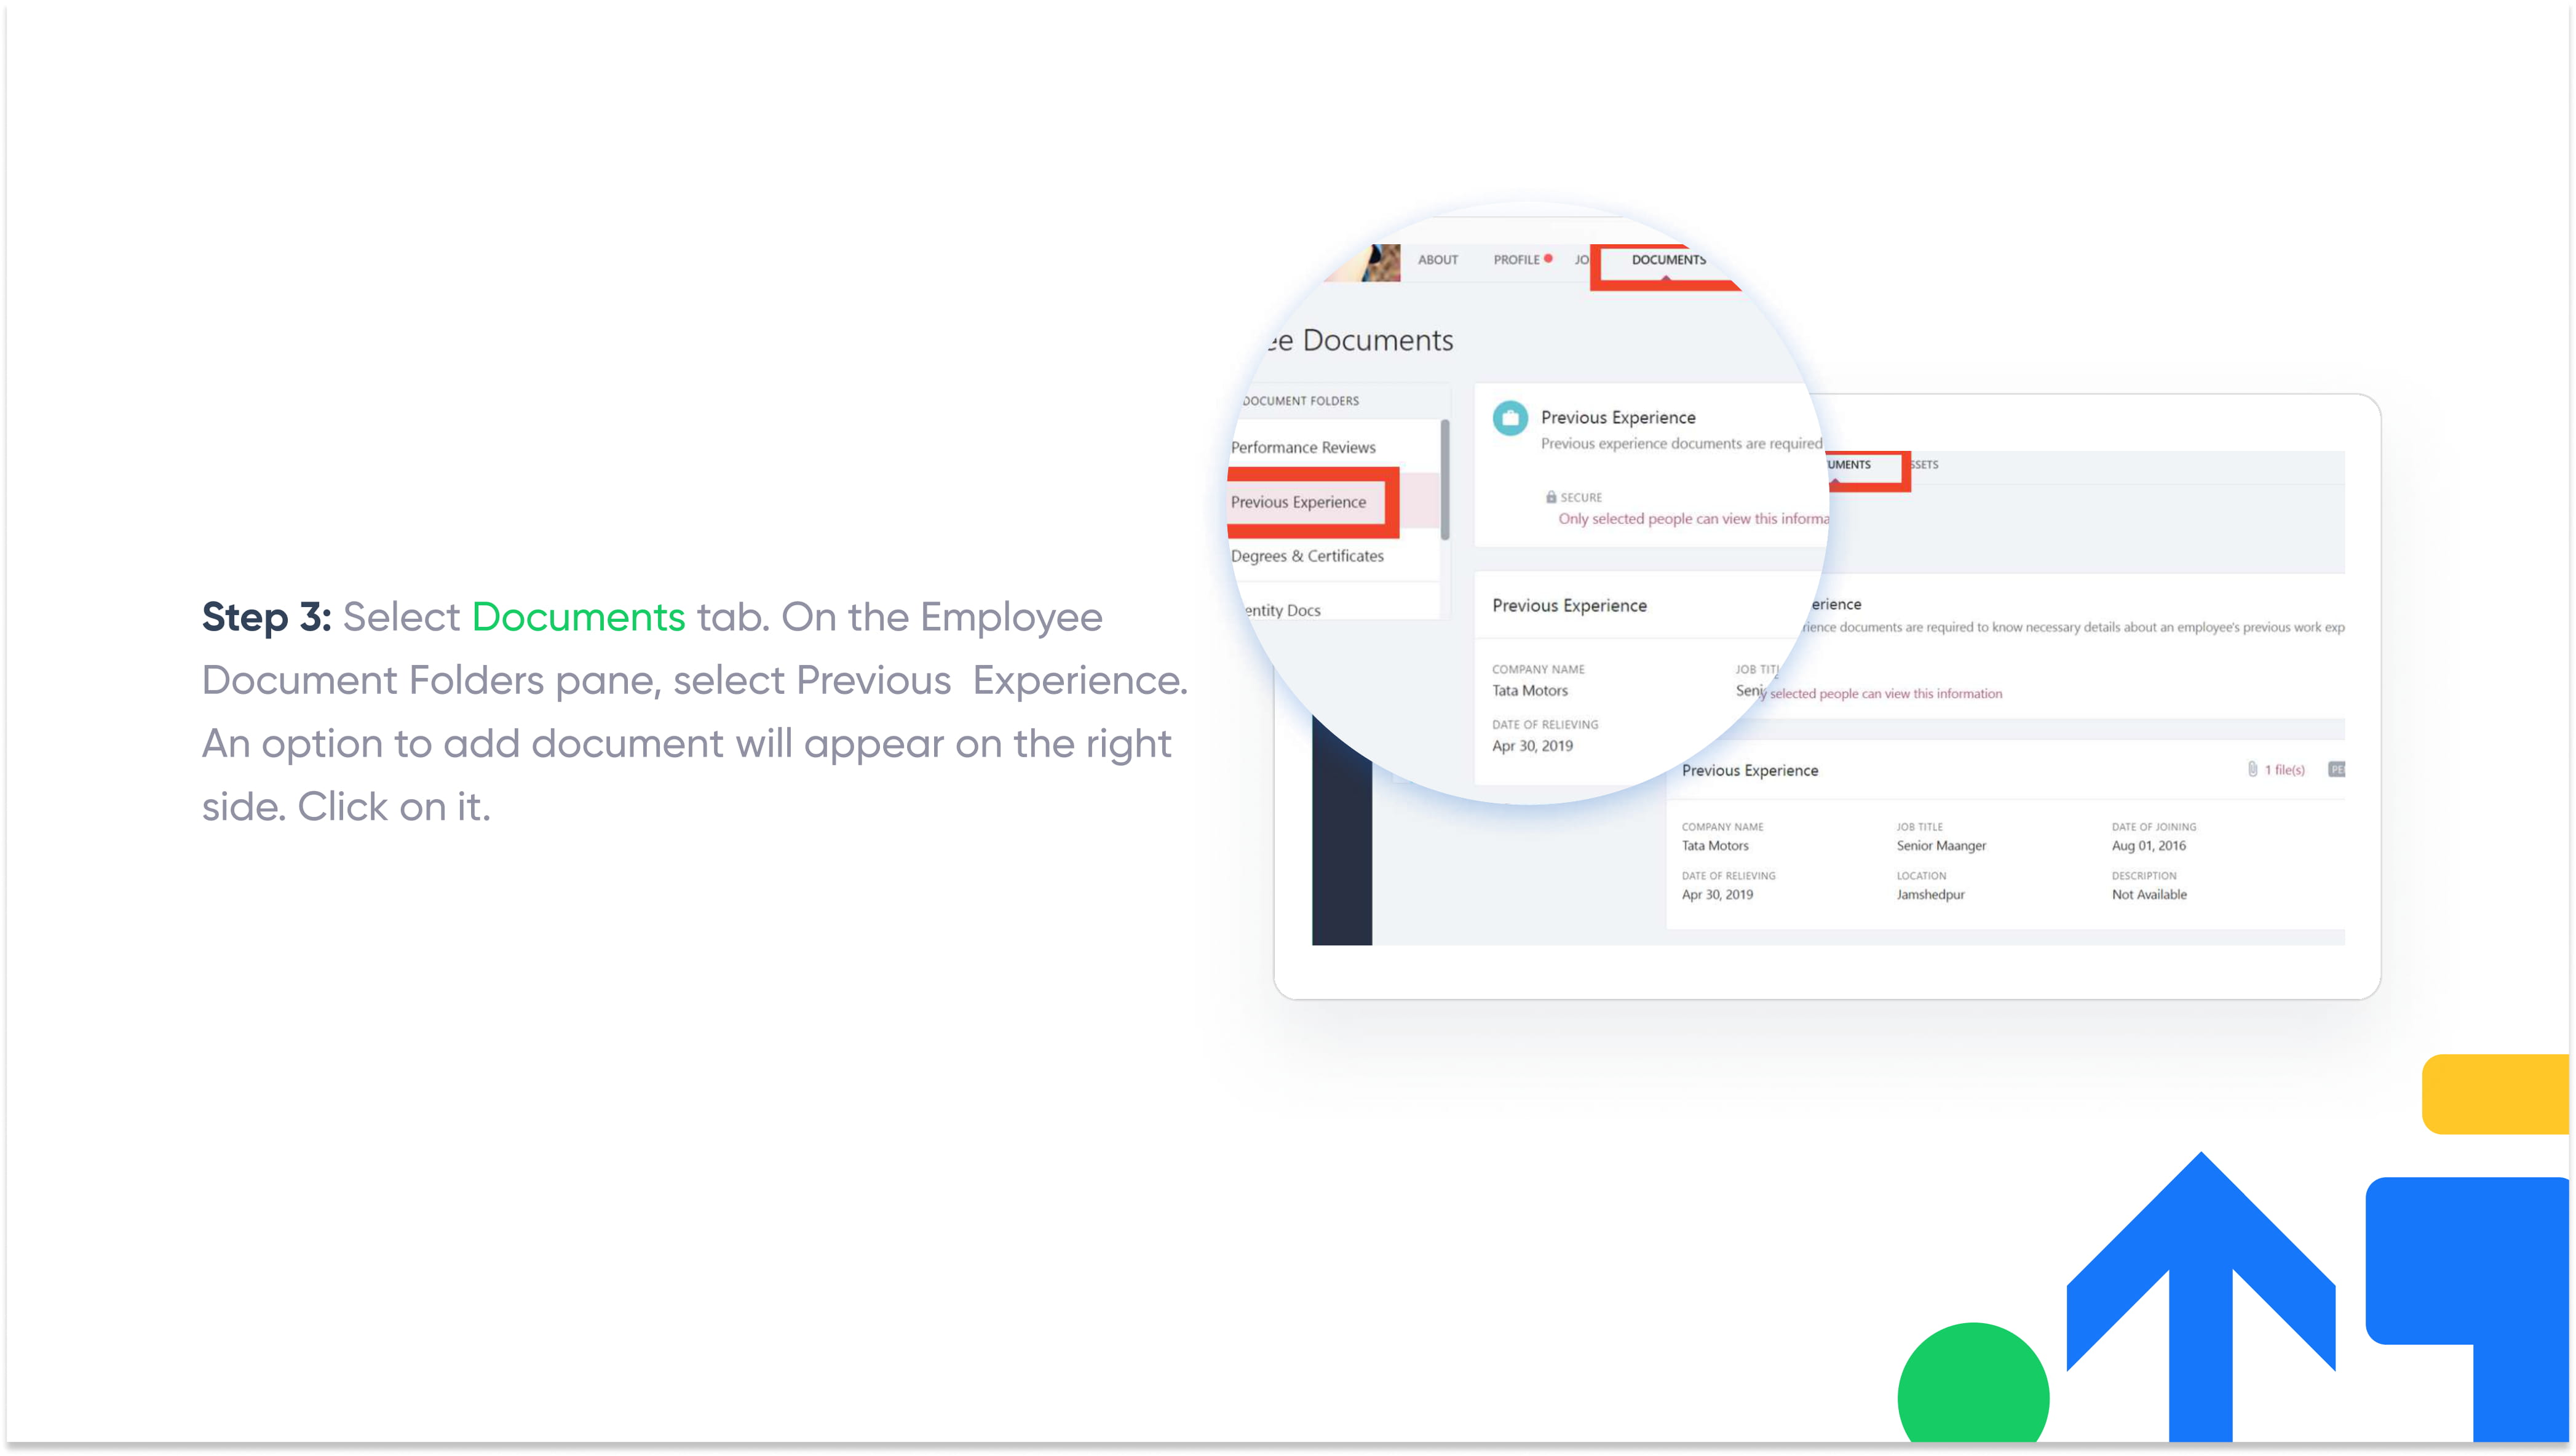 Step 3: Select Documents tab. On the Employee
Document Folders pane, select Previous  Experience.
An option to add document will appear on the right
side. Click on it.
ABOUT PROFILE JO DOCUMENTS
ee Documents
DOCUMENT FOLDERS
Performance Reviews
Previous Experience
Degrees & Certificates
entity Docs
Previous Experience
Previous experience documents are required
SECURE
Only selected people can view this informa
Previous Experience
COMPANY NAME JOB TITL
Tata Motors Seni
DATE OF RELIEVING
Apr 30, 2019
UMENTS SSETS
erience
rience documents are required to know necessary details about an employee's previous work exp
y selected people can view this information
Previous Experience 1 file(s) PE
COMPANY NAME JOB TITLE DATE OF JOINING
Tata Motors Senior Maanger Aug 01, 2016
DATE OF RELIEVING LOCATION DESCRIPTION
Apr 30, 2019 Jamshedpur Not Available